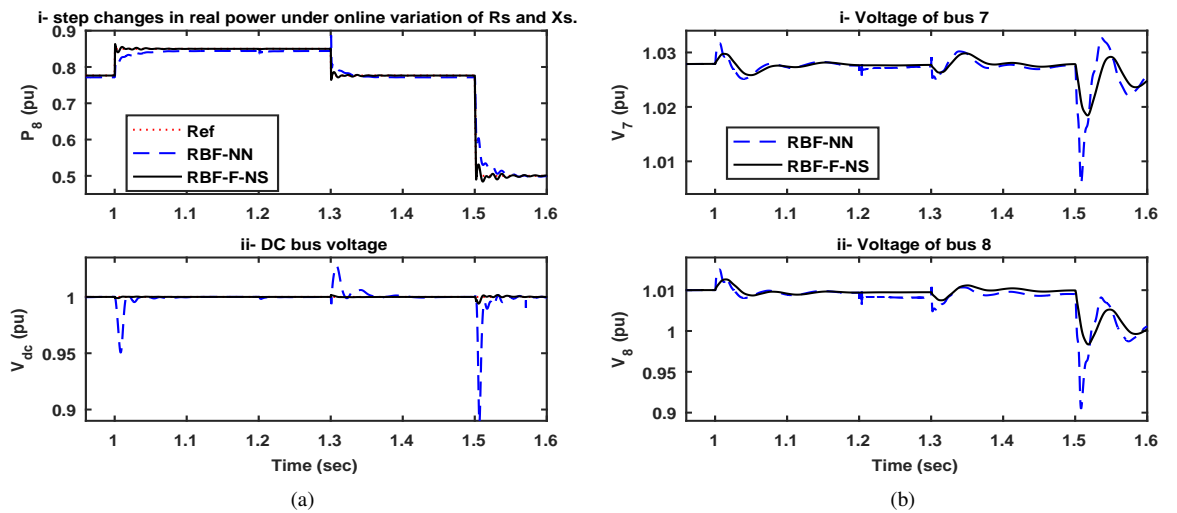 i- step changes in real power under online variation of Rs and Xs.
0.9
0.8
0.7
0.6
0.5
P8 (pu)
Ref
RBF-NN
RBF-F-NS
1 1.1 1.2 1.3 1.4 1.5 1.6
ii- DC bus voltage
1
0.95
0.9
Vdc (pu)
1 1.1 1.2 1.3 1.4 1.5 1.6
Time (sec)
(a)
i- Voltage of bus 7
1.03
1.02
1.01
V7 (pu)
RBF-NN
RBF-F-NS
1 1.1 1.2 1.3 1.4 1.5 1.6
ii- Voltage of bus 8
1.01
1
0.95
0.9
V8 (pu)
1 1.1 1.2 1.3 1.4 1.5 1.6
Time (sec)
(b)